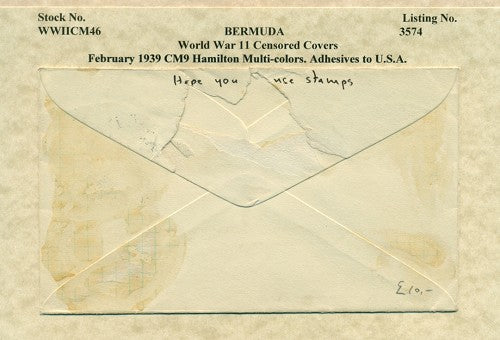 Stock No.
WWIICM46
BERMUDA
Listing No.
3574
World War 11 Censored Covers
February 1939 CM9 Hamilton Multi-colors. Adhesives to U.S.A.
Hope you use stamps
£10,-